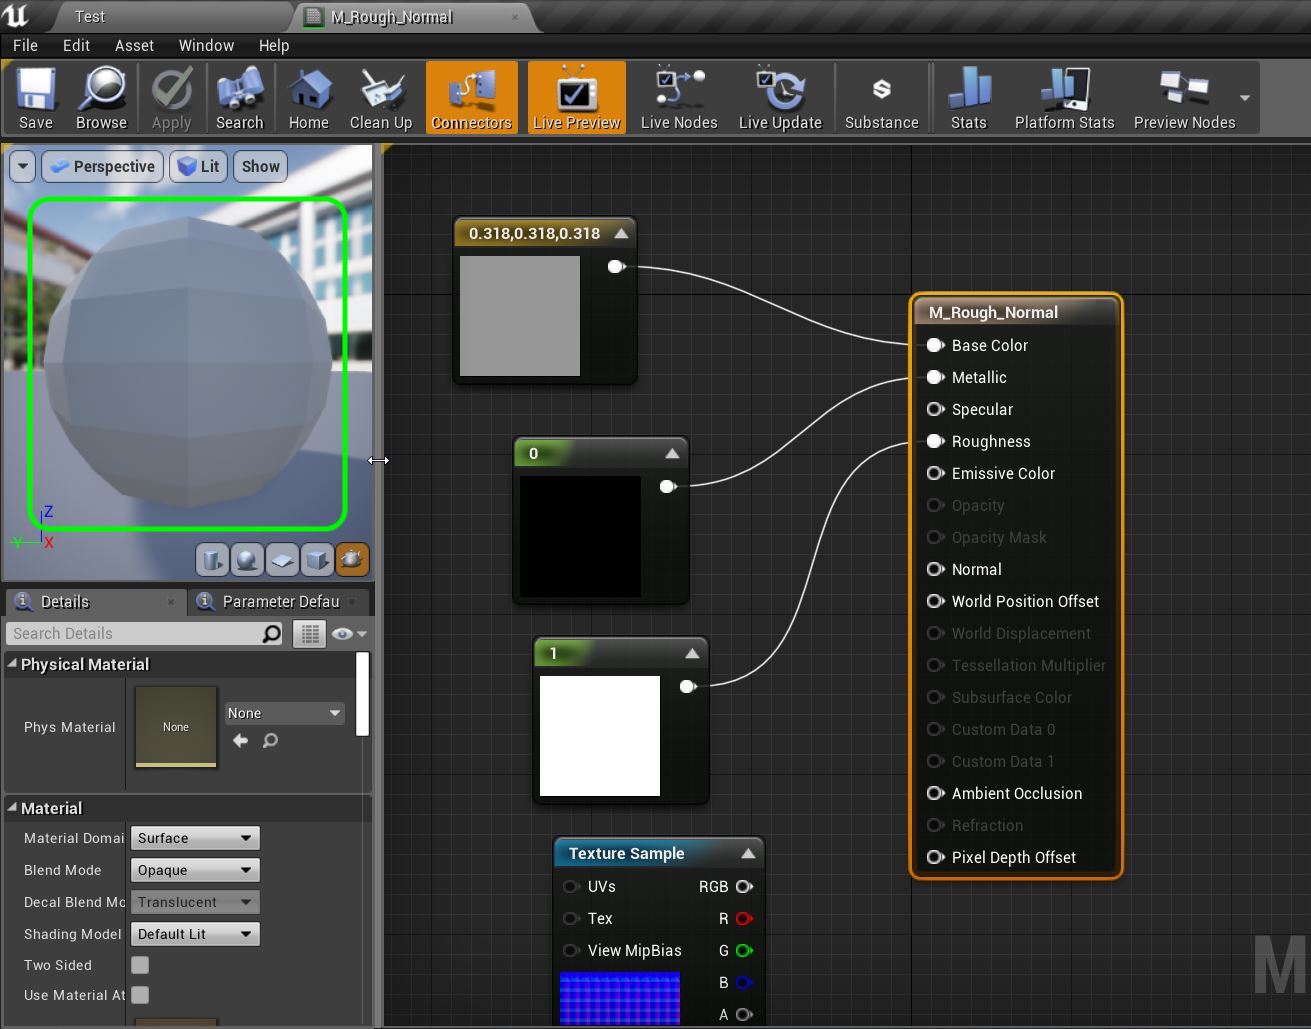 Test
M_Rough_Normal
File Edit Asset Window Help
Save Browse Apply Search Home Clean Up Connectors Live Preview Live Nodes Live Update Substance Stats Platform Stats Preview Nodes
Perspective Lit Show
Z
Y X
Details
Parameter Defau
Search Details
Physical Material
Phys Material
None
None
Material
Material Domai Surface
Blend Mode Opaque
Decal Blend Mo Translucent
Shading Model Default Lit
Two Sided
Use Material At
0.318,0.318,0.318
0
1
Texture Sample
UVs RGB
Tex R
View MipBias G
B
A
M_Rough_Normal
Base Color
Metallic
Specular
Roughness
Emissive Color
Opacity
Opacity Mask
Normal
World Position Offset
World Displacement
Tessellation Multiplier
Subsurface Color
Custom Data 0
Custom Data 1
Ambient Occlusion
Refraction
Pixel Depth Offset
M